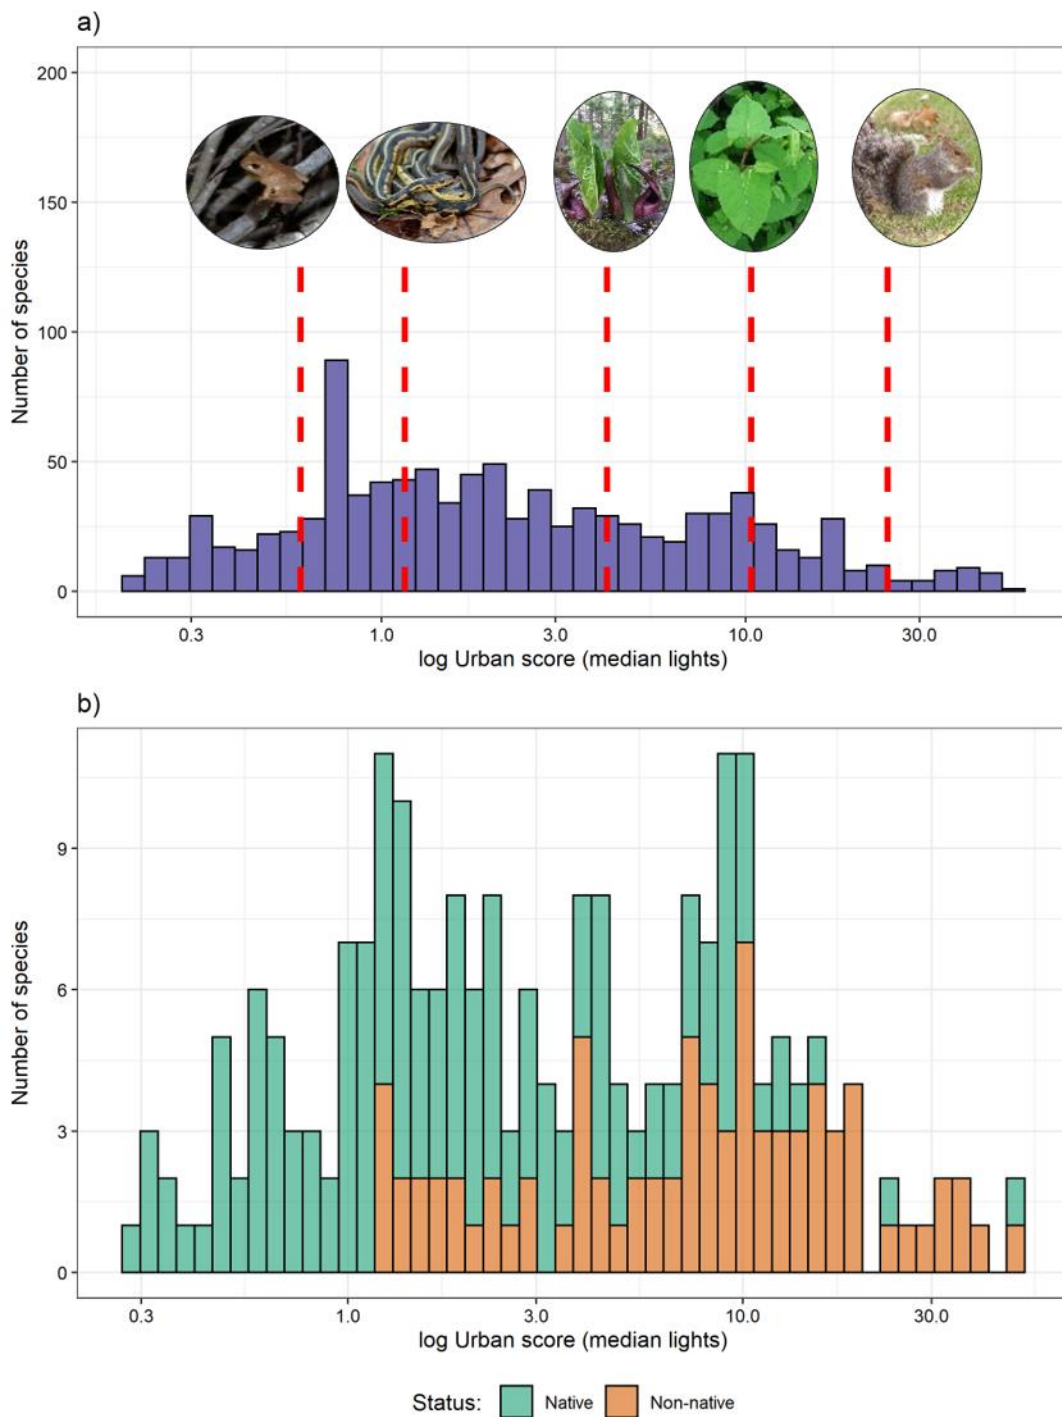 a)
200
150
100
50
0
Number of species
0.3 1.0 3.0 10.0 30.0
log Urban score (median lights)
b)
9
6
3
0
Number of species
0.3 1.0 3.0 10.0 30.0
log Urban score (median lights)
Status: Native Non-native